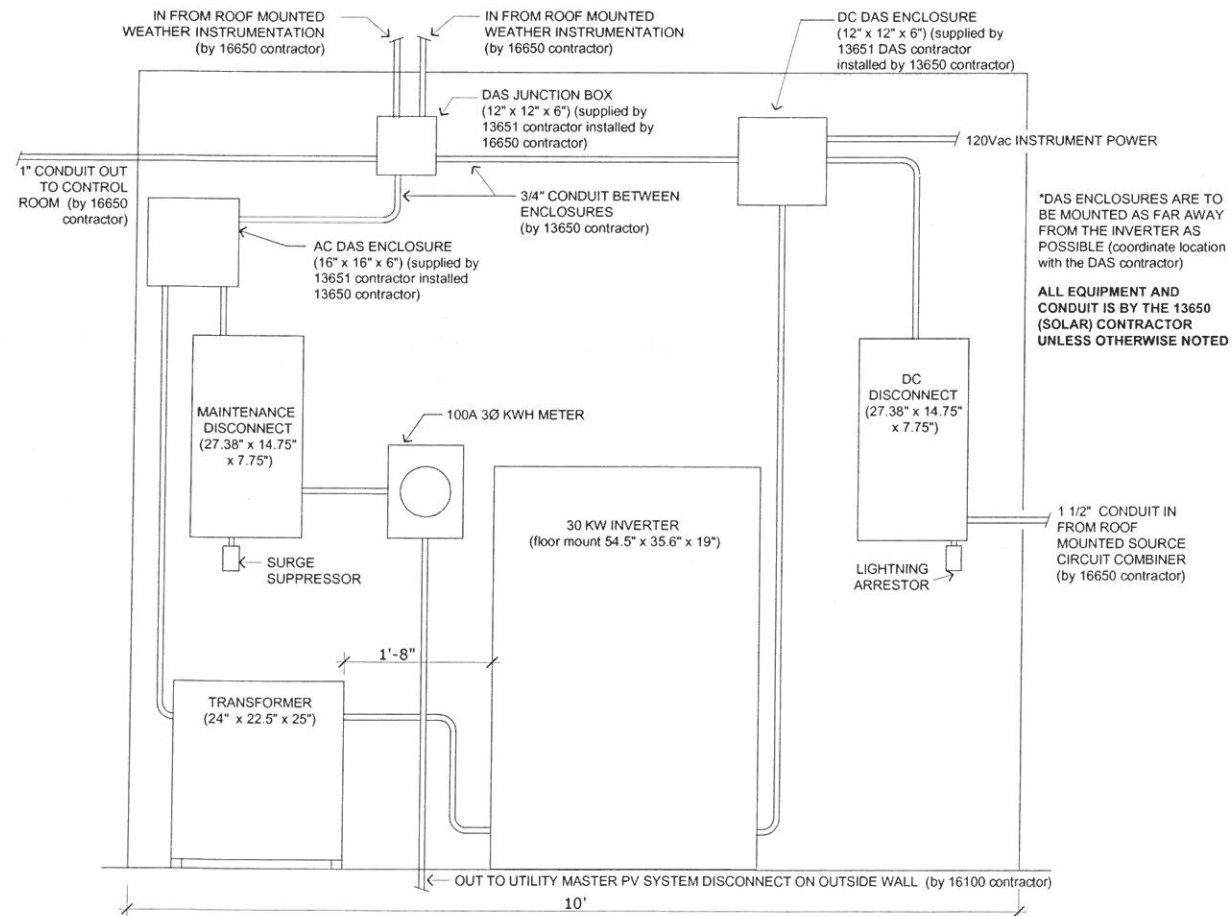 IN FROM ROOF MOUNTED
WEATHER INSTRUMENTATION
(by 16650 contractor)
IN FROM ROOF MOUNTED
WEATHER INSTRUMENTATION
(by 16650 contractor)
DC DAS ENCLOSURE
(12" x 12" x 6") (supplied by
13651 DAS contractor
installed by 13650 contractor)
DAS JUNCTION BOX
(12" x 12" x 6") (supplied by
13651 contractor installed by
16650 contractor)
120Vac INSTRUMENT POWER
1" CONDUIT OUT
TO CONTROL
ROOM (by 16650
contractor)
3/4" CONDUIT BETWEEN
ENCLOSURES
(by 13650 contractor)
*DAS ENCLOSURES ARE TO
BE MOUNTED AS FAR AWAY
FROM THE INVERTER AS
POSSIBLE (coordinate location
with the DAS contractor)
AC DAS ENCLOSURE
(16" x 16" x 6") (supplied by
13651 contractor installed
13650 contractor)
ALL EQUIPMENT AND
CONDUIT IS BY THE 13650
(SOLAR) CONTRACTOR
UNLESS OTHERWISE NOTED
MAINTENANCE
DISCONNECT
(27.38" x 14.75"
x 7.75")
100A 3Ø KWH METER
DC
DISCONNECT
(27.38" x 14.75"
x 7.75")
30 KW INVERTER
(floor mount 54.5" x 35.6" x 19")
1 1/2" CONDUIT IN
FROM ROOF
MOUNTED SOURCE
CIRCUIT COMBINER
(by 16650 contractor)
SURGE
SUPPRESSOR
LIGHTNING
ARRESTOR
1'-8"
TRANSFORMER
(24" x 22.5" x 25")
OUT TO UTILITY MASTER PV SYSTEM DISCONNECT ON OUTSIDE WALL (by 16100 contractor)
10'